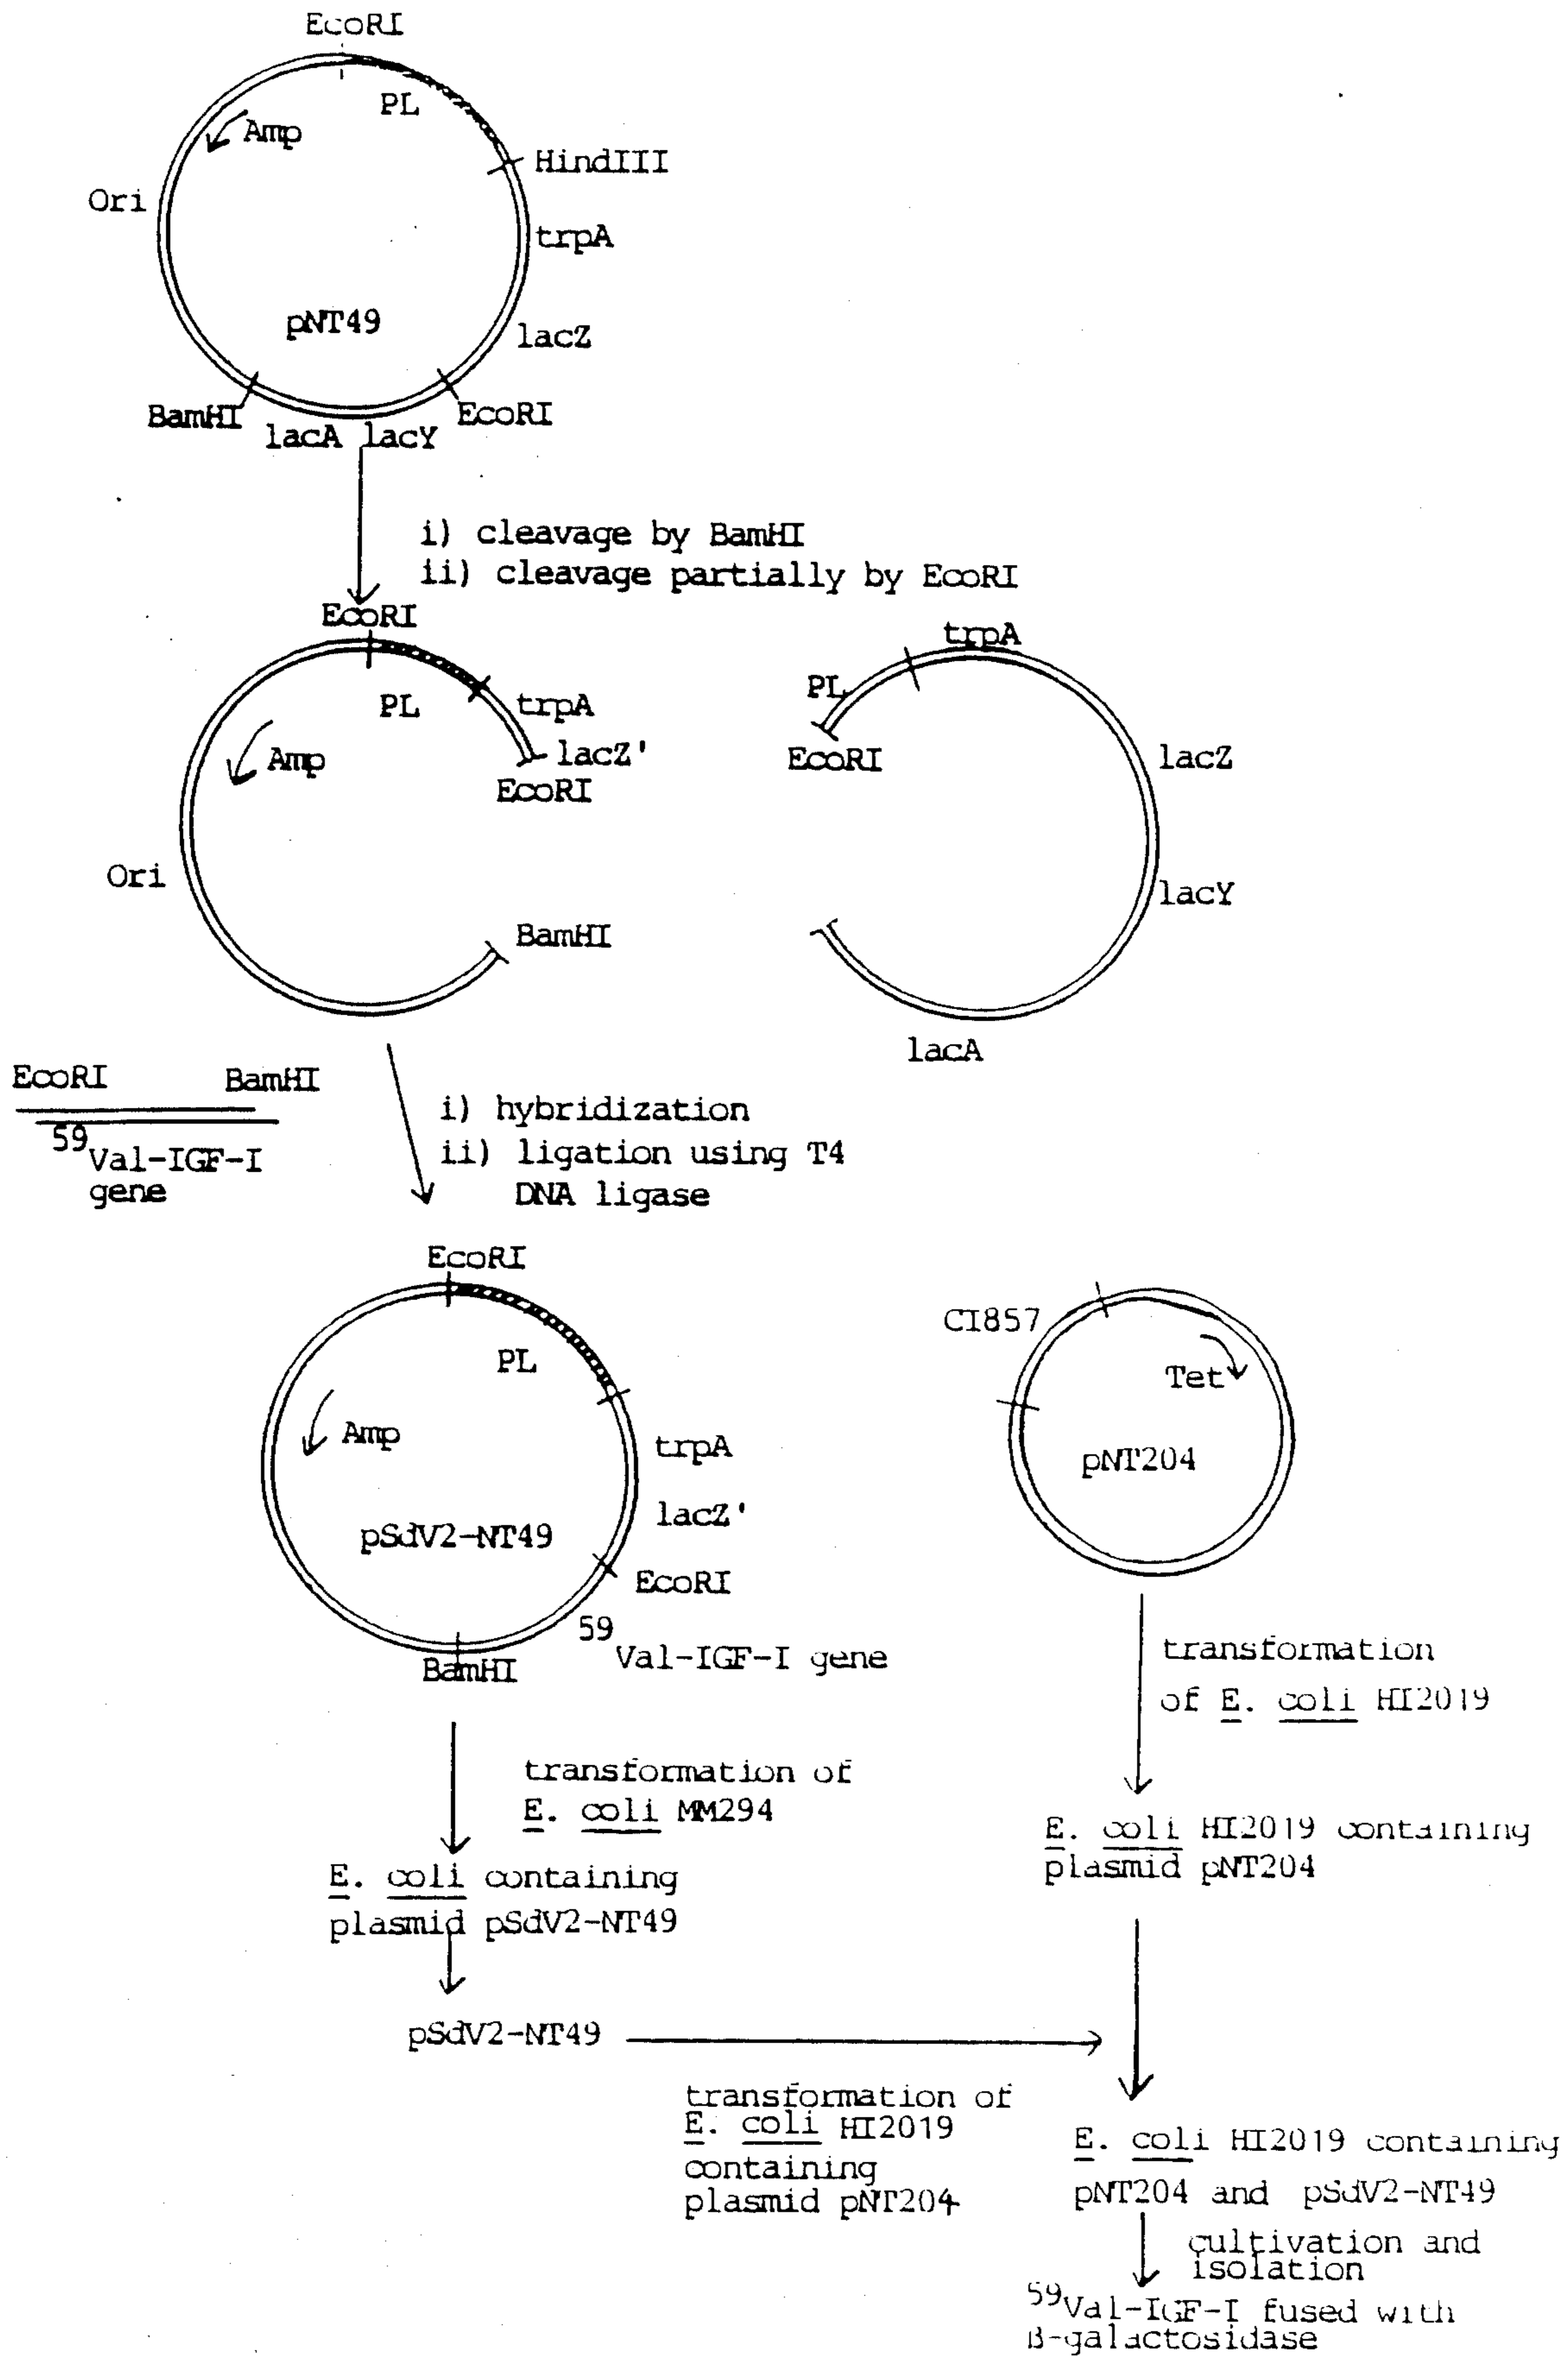 EcoRI
PL
Amp
HindIII
Ori
trpA
pNT49
lacZ
BamHI
EcoRI
lacA lacY
i) cleavage by BamHI
ii) cleavage partially by EcoRI
EcoRI
trpA
PL
PL
trpA
lacZ'
Amp
EcoRI
EcoRI
lacZ
Ori
lacY
BamHI
lacA
EcoRI
BamHI
59Val-IGF-I
gene
i) hybridization
ii) ligation using T4
DNA ligase
EcoRI
PL
Amp
trpA
lacZ'
pSdV2-NT49
EcoRI
59Val-IGF-I gene
BamHI
CI857
Tet
pNT204
transformation
of E. coli HI2019
transformation of
E. coli MM294
E. coli HI2019 containing
plasmid pNT204
E. coli containing
plasmid pSdV2-NT49
pSdV2-NT49
transformation of
E. coli HI2019
containing
plasmid pNT204
E. coli HI2019 containing
pNT204 and pSdV2-NT49
cultivation and
isolation
59Val-IGF-I fused with
β-galactosidase